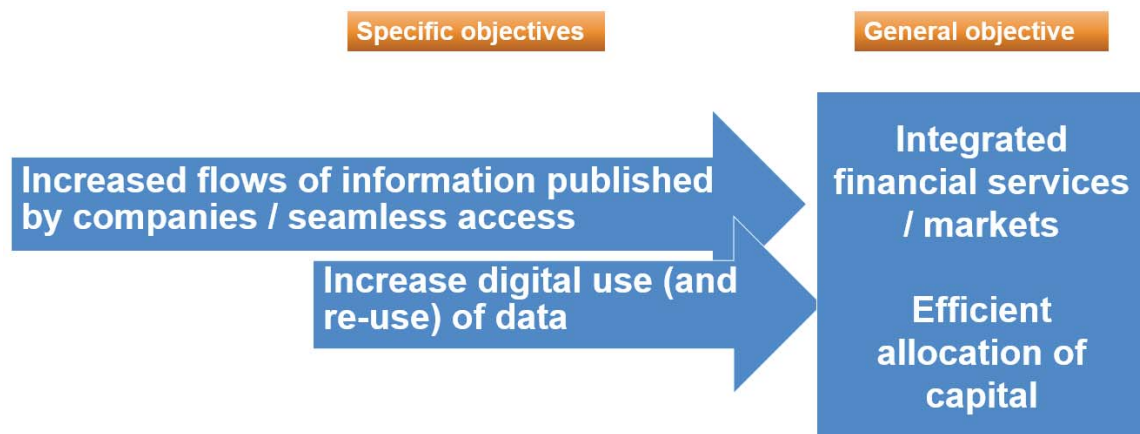 Specific objectives
General objective
Increased flows of information published
by companies / seamless access
Increase digital use (and
re-use) of data
Integrated
financial services
/ markets
Efficient
allocation of
capital